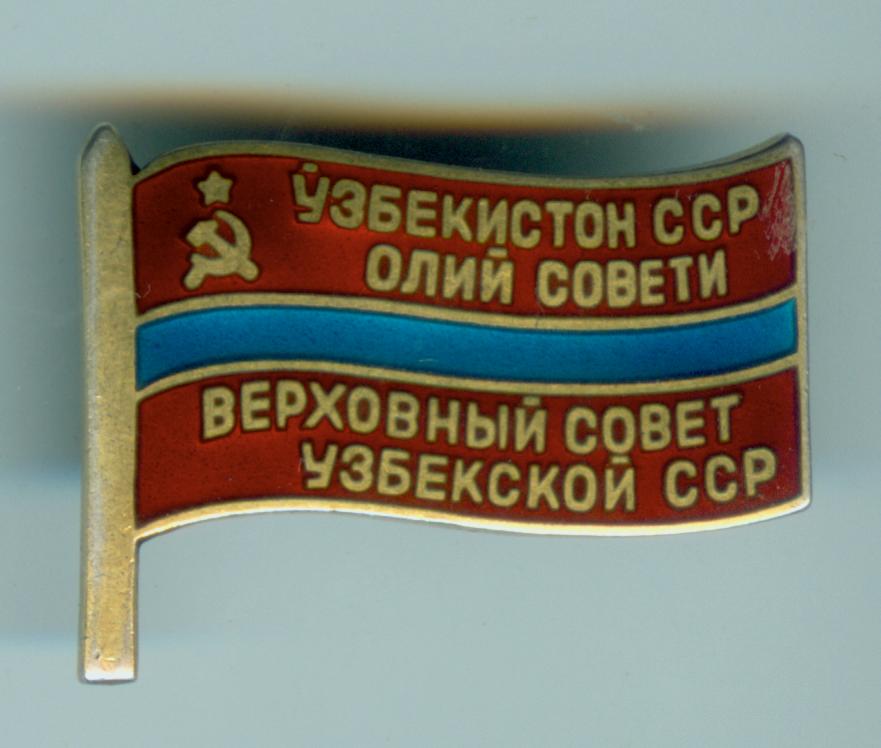 ЎЗБЕКИСТОН ССР
ОЛИЙ СОВЕТИ
ВЕРХОВНЫЙ СОВЕТ
УЗБЕКСКОЙ ССР